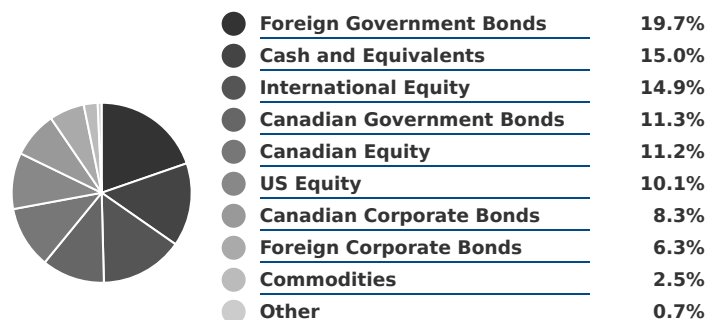 Foreign Government Bonds 19.7%
Cash and Equivalents 15.0%
International Equity 14.9%
Canadian Government Bonds 11.3%
Canadian Equity 11.2%
US Equity 10.1%
Canadian Corporate Bonds 8.3%
Foreign Corporate Bonds 6.3%
Commodities 2.5%
Other 0.7%